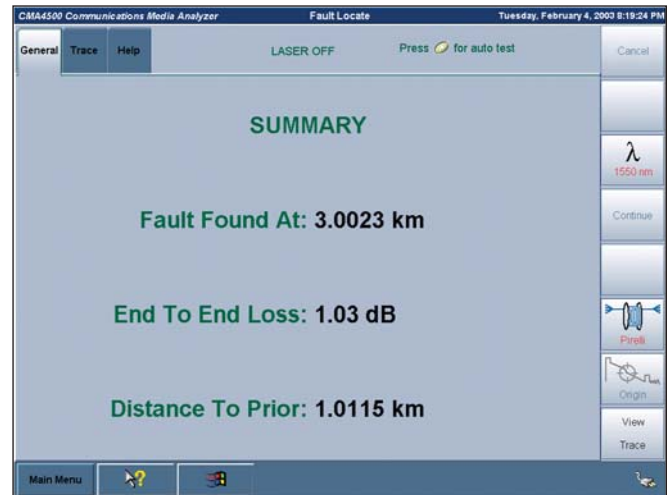 CMA4500 Communications Media Analyzer Fault Locate Tuesday, February 4, 2003 8:19:24 PM
General Trace Help LASER OFF Press for auto test Cancel
SUMMARY
λ
1550 nm
Fault Found At: 3.0023 km
Continue
End To End Loss: 1.03 dB
Pirelli
Origin
Distance To Prior: 1.0115 km
View
Trace
Main Menu ?